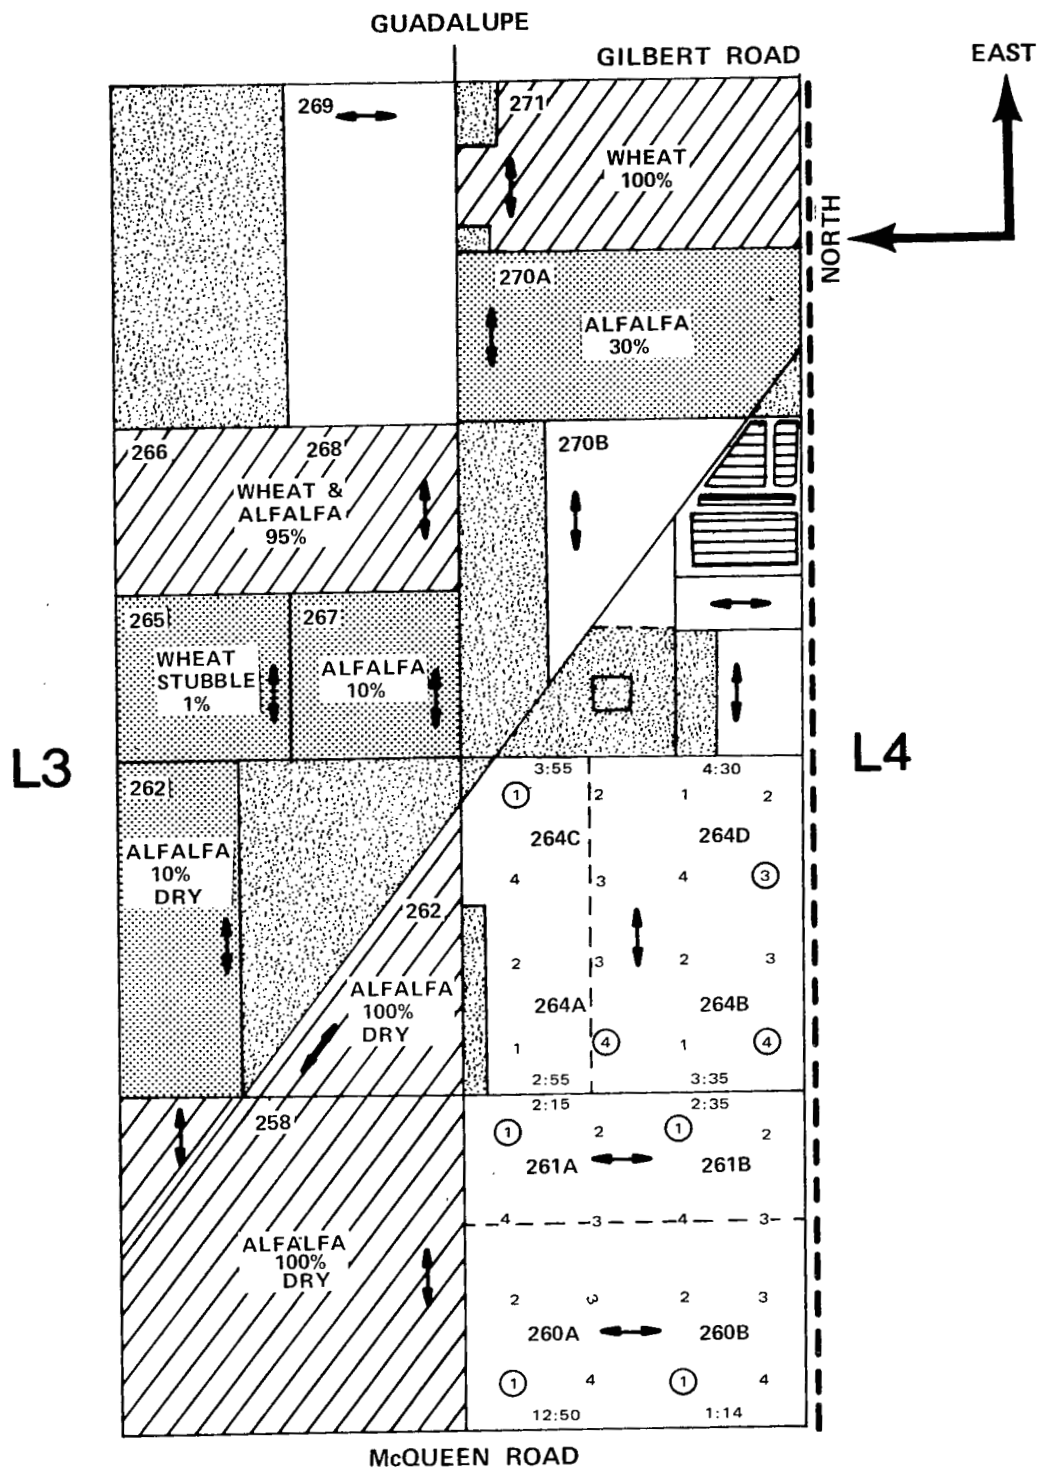 GUADALUPE
GILBERT ROAD
EAST
NORTH
269
271
WHEAT
100%
270A
ALFALFA
30%
266
268
WHEAT &
ALFALFA
95%
270B
265
WHEAT
STUBBLE
1%
267
ALFALFA
10%
L3
L4
262
ALFALFA
10%
DRY
262
ALFALFA
100%
DRY
3:55 4:30
1 2 1 2
264C 264D
4 3 4 3
2 3 2 3
264A 264B
1 4 1 4
2:55 3:35
258
ALFALFA
100%
DRY
2:15 2:35
1 2 1 2
261A 261B
4 3 4 3
2 3 2 3
260A 260B
1 4 1 4
12:50 1:14
McQUEEN ROAD